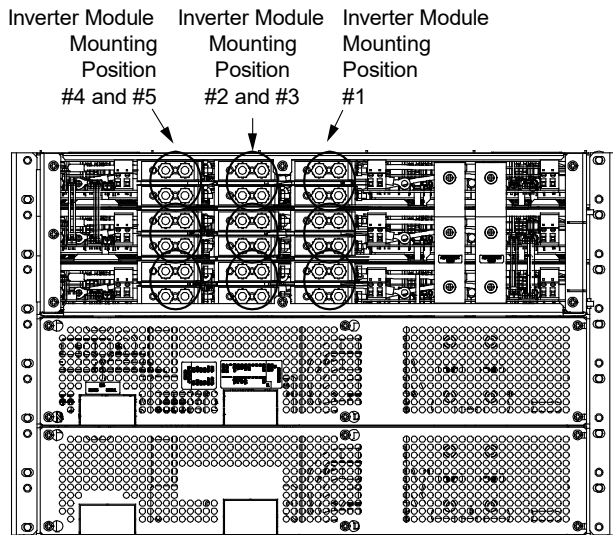 Inverter Module
Mounting
Position
#4 and #5
Inverter Module
Mounting
Position
#2 and #3
Inverter Module
Mounting
Position
#1